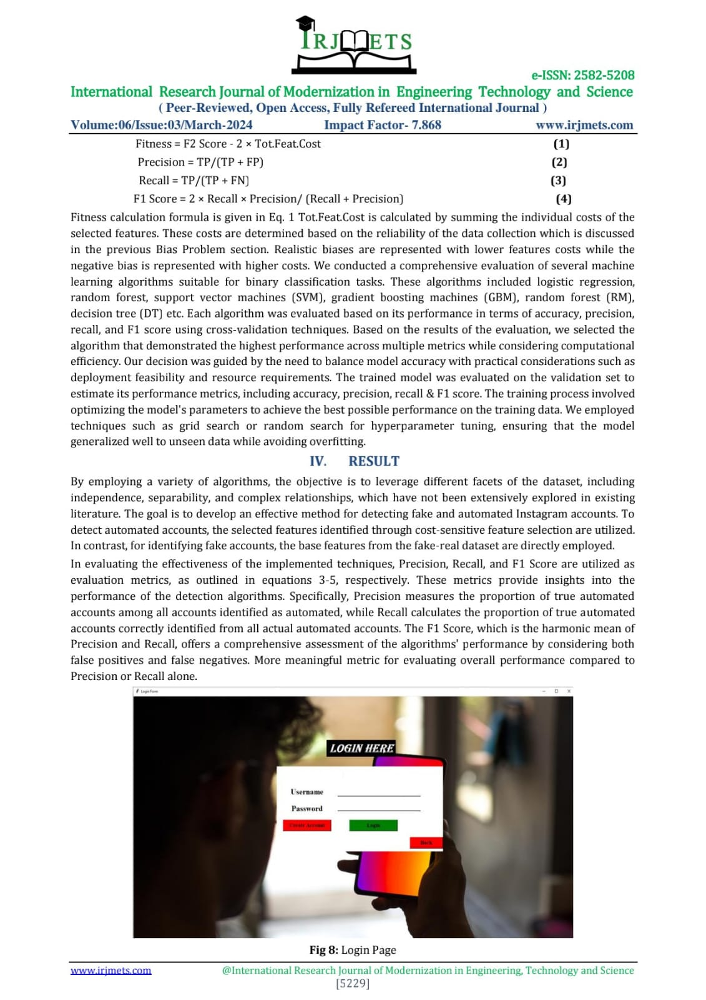 IRJMETS
e-ISSN: 2582-5208
International Research Journal of Modernization in Engineering Technology and Science
( Peer-Reviewed, Open Access, Fully Refereed International Journal )
Volume:06/Issue:03/March-2024 Impact Factor- 7.868 www.irjmets.com
Fitness = F2 Score - 2 × Tot.Feat.Cost (1)
Precision = TP/(TP + FP) (2)
Recall = TP/(TP + FN) (3)
F1 Score = 2 × Recall × Precision/ (Recall + Precision) (4)
Fitness calculation formula is given in Eq. 1 Tot.Feat.Cost is calculated by summing the individual costs of the
selected features. These costs are determined based on the reliability of the data collection which is discussed
in the previous Bias Problem section. Realistic biases are represented with lower features costs while the
negative bias is represented with higher costs. We conducted a comprehensive evaluation of several machine
learning algorithms suitable for binary classification tasks. These algorithms included logistic regression,
random forest, support vector machines (SVM), gradient boosting machines (GBM), random forest (RM),
decision tree (DT) etc. Each algorithm was evaluated based on its performance in terms of accuracy, precision,
recall, and F1 score using cross-validation techniques. Based on the results of the evaluation, we selected the
algorithm that demonstrated the highest performance across multiple metrics while considering computational
efficiency. Our decision was guided by the need to balance model accuracy with practical considerations such as
deployment feasibility and resource requirements. The trained model was evaluated on the validation set to
estimate its performance metrics, including accuracy, precision, recall & F1 score. The training process involved
optimizing the model's parameters to achieve the best possible performance on the training data. We employed
techniques such as grid search or random search for hyperparameter tuning, ensuring that the model
generalized well to unseen data while avoiding overfitting.
IV. RESULT
By employing a variety of algorithms, the objective is to leverage different facets of the dataset, including
independence, separability, and complex relationships, which have not been extensively explored in existing
literature. The goal is to develop an effective method for detecting fake and automated Instagram accounts. To
detect automated accounts, the selected features identified through cost-sensitive feature selection are utilized.
In contrast, for identifying fake accounts, the base features from the fake-real dataset are directly employed.
In evaluating the effectiveness of the implemented techniques, Precision, Recall, and F1 Score are utilized as
evaluation metrics, as outlined in equations 3-5, respectively. These metrics provide insights into the
performance of the detection algorithms. Specifically, Precision measures the proportion of true automated
accounts among all accounts identified as automated, while Recall calculates the proportion of true automated
accounts correctly identified from all actual automated accounts. The F1 Score, which is the harmonic mean of
Precision and Recall, offers a comprehensive assessment of the algorithms' performance by considering both
false positives and false negatives. More meaningful metric for evaluating overall performance compared to
Precision or Recall alone.
Login Form
LOGIN HERE
Username
Password
Create Account Login
Back
Fig 8: Login Page
www.irjmets.com @International Research Journal of Modernization in Engineering, Technology and Science
[5229]